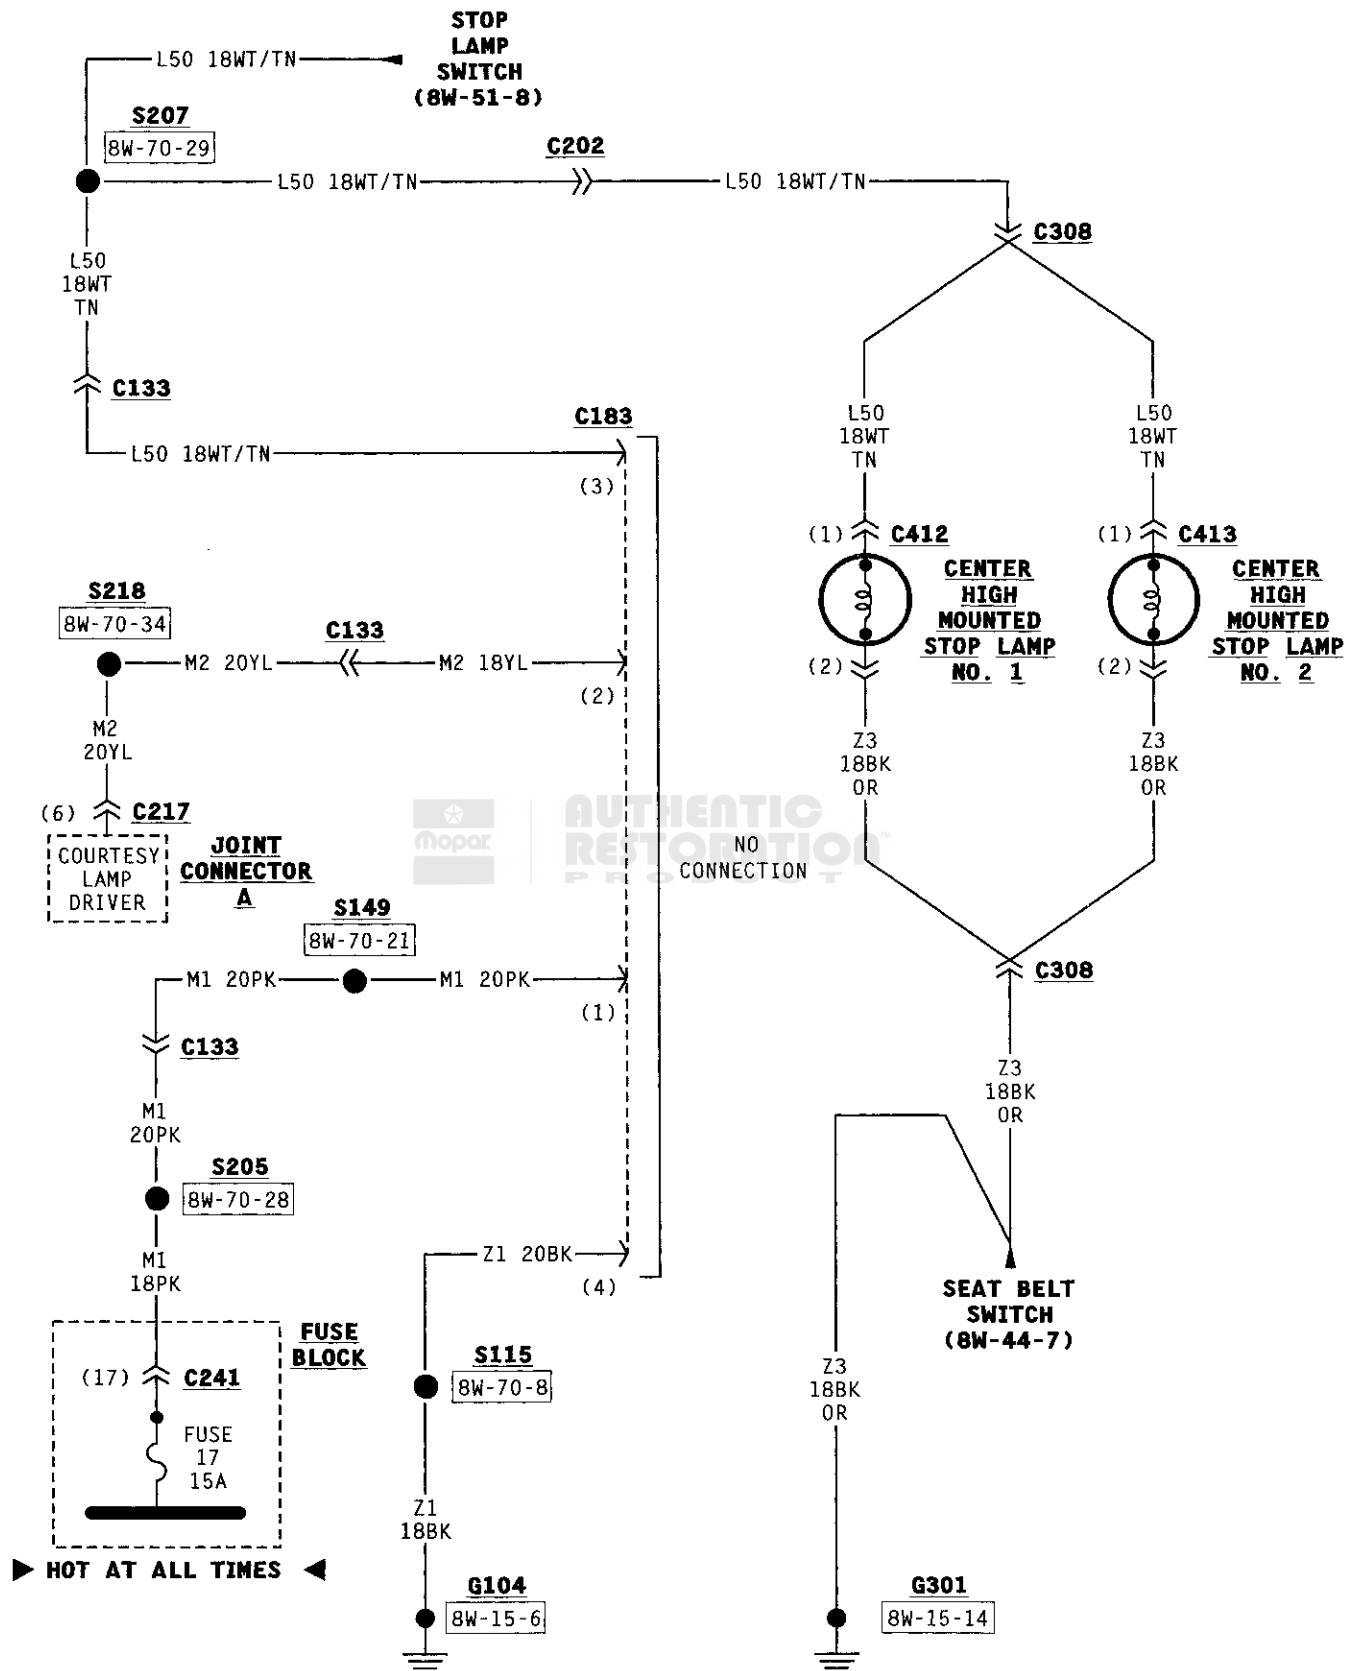 STOP
LAMP
SWITCH
(8W-51-8)
L50 18WT/TN
S207
8W-70-29
C202
L50 18WT/TN
L50 18WT/TN
C308
L50
18WT
TN
C133
C183
L50 18WT/TN
(3)
L50
18WT
TN
L50
18WT
TN
(1)
C412
(1)
C413
CENTER
HIGH
MOUNTED
STOP LAMP
NO. 1
CENTER
HIGH
MOUNTED
STOP LAMP
NO. 2
(2)
(2)
S218
8W-70-34
C133
M2 20YL
M2 18YL
(2)
M2
20YL
Z3
18BK
OR
Z3
18BK
OR
(6)
C217
COURTESY
LAMP
DRIVER
JOINT
CONNECTOR
A
Mopar
AUTHENTIC
RESTORATION™
PRODUCT
NO
CONNECTION
S149
8W-70-21
M1 20PK
M1 20PK
(1)
C308
C133
Z3
18BK
OR
M1
20PK
S205
8W-70-28
M1
18PK
Z1 20BK
(4)
SEAT BELT
SWITCH
(8W-44-7)
FUSE
BLOCK
(17)
C241
FUSE
17
15A
S115
8W-70-8
Z3
18BK
OR
Z1
18BK
HOT AT ALL TIMES
G104
8W-15-6
G301
8W-15-14